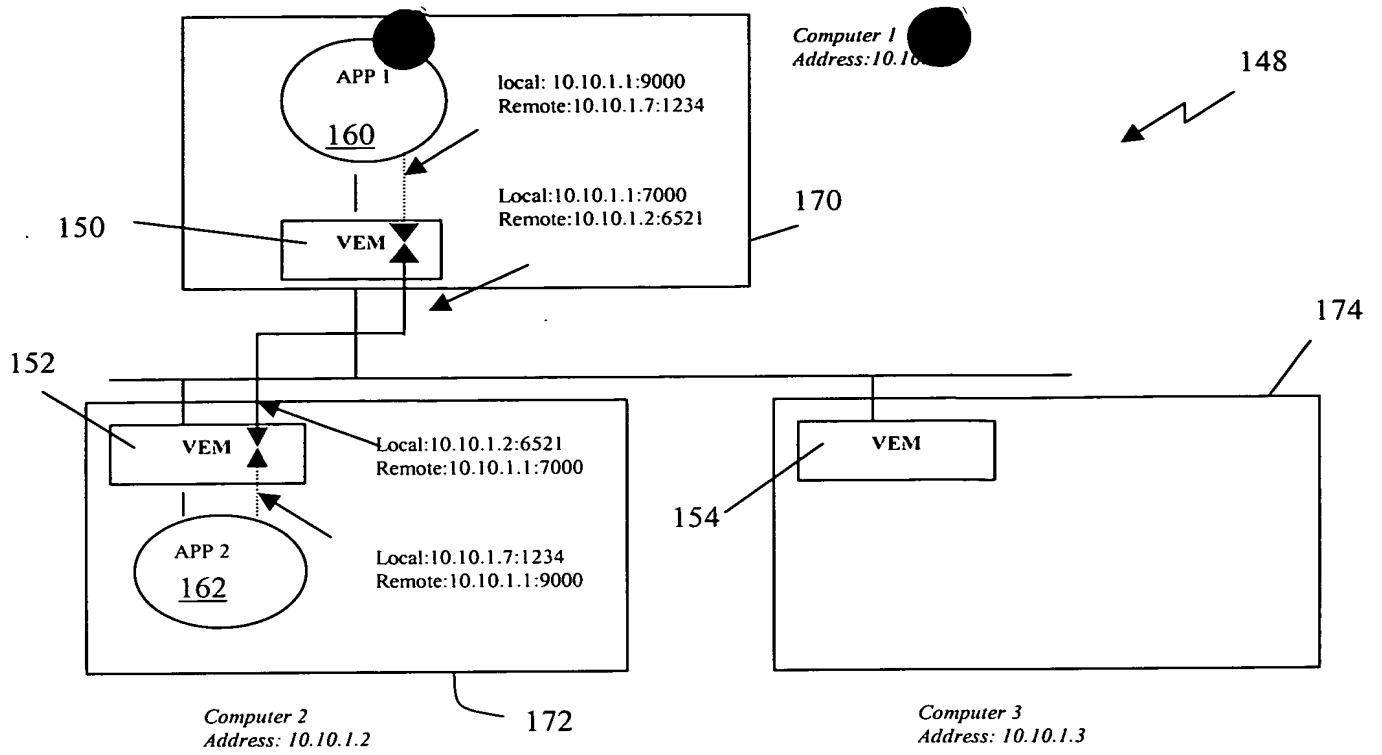 Computer 1
Address:10.10.
148
APP 1
160
local: 10.10.1.1:9000
Remote:10.10.1.7:1234
Local:10.10.1.1:7000
Remote:10.10.1.2:6521
170
150
VEM
174
152
VEM
Local:10.10.1.2:6521
Remote:10.10.1.1:7000
VEM
154
APP 2
162
Local:10.10.1.7:1234
Remote:10.10.1.1:9000
172
Computer 2
Address: 10.10.1.2
Computer 3
Address: 10.10.1.3